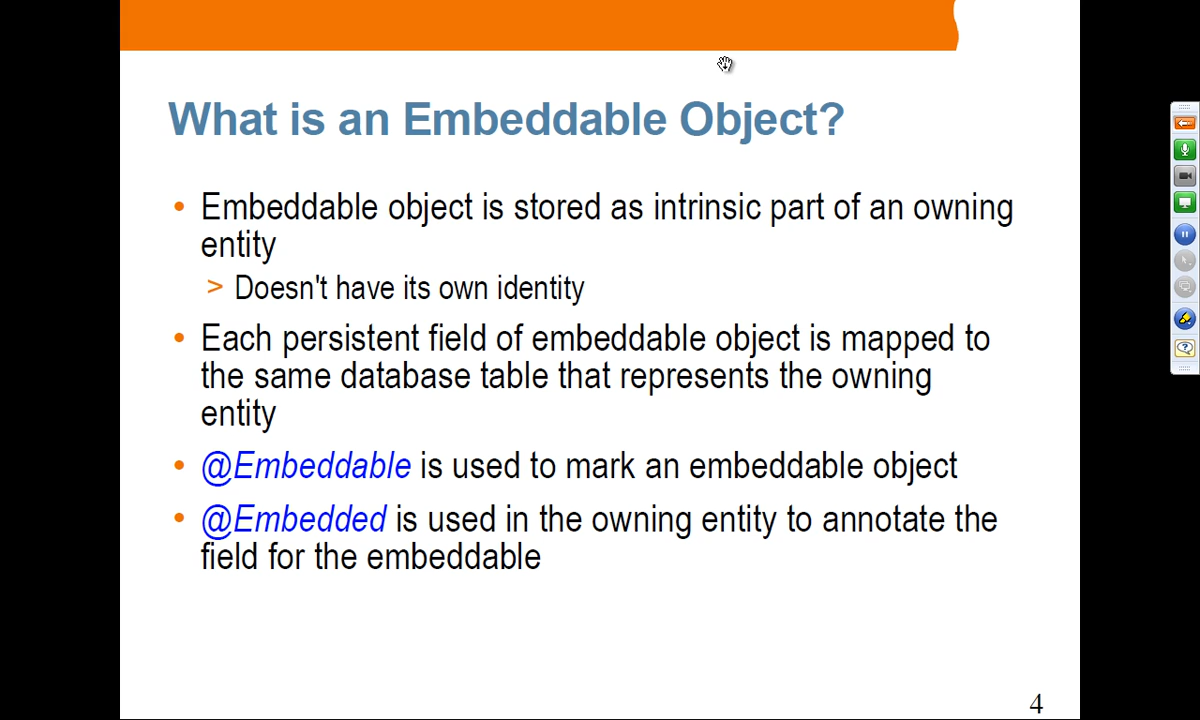 What is an Embeddable Object?
• Embeddable object is stored as intrinsic part of an owning
entity
> Doesn't have its own identity
• Each persistent field of embeddable object is mapped to
the same database table that represents the owning
entity
• @Embeddable is used to mark an embeddable object
• @Embedded is used in the owning entity to annotate the
field for the embeddable
4